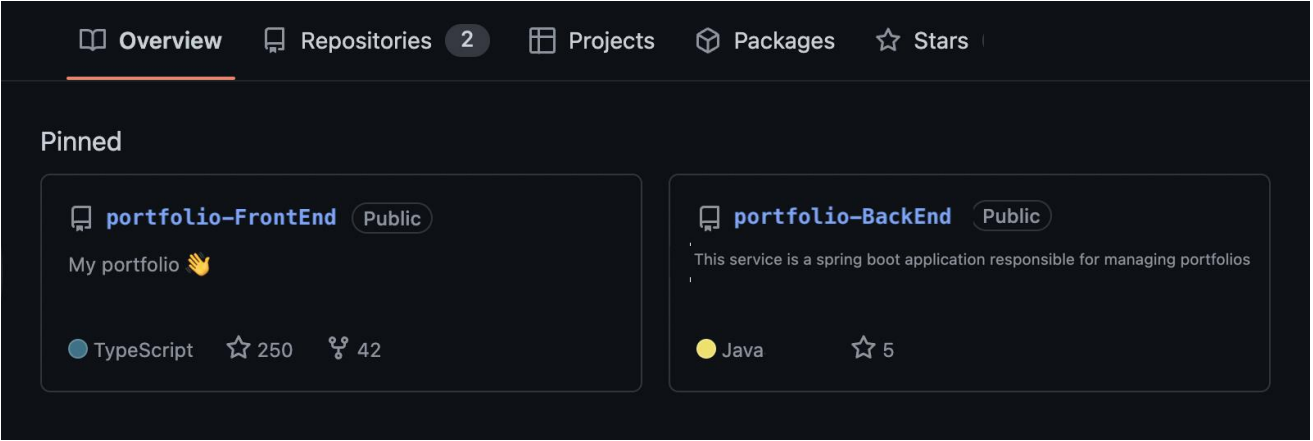 Overview Repositories 2 Projects Packages Stars
Pinned
portfolio-FrontEnd Public
My portfolio 👋
TypeScript 250 42
portfolio-BackEnd Public
This service is a spring boot application responsible for managing portfolios
Java 5